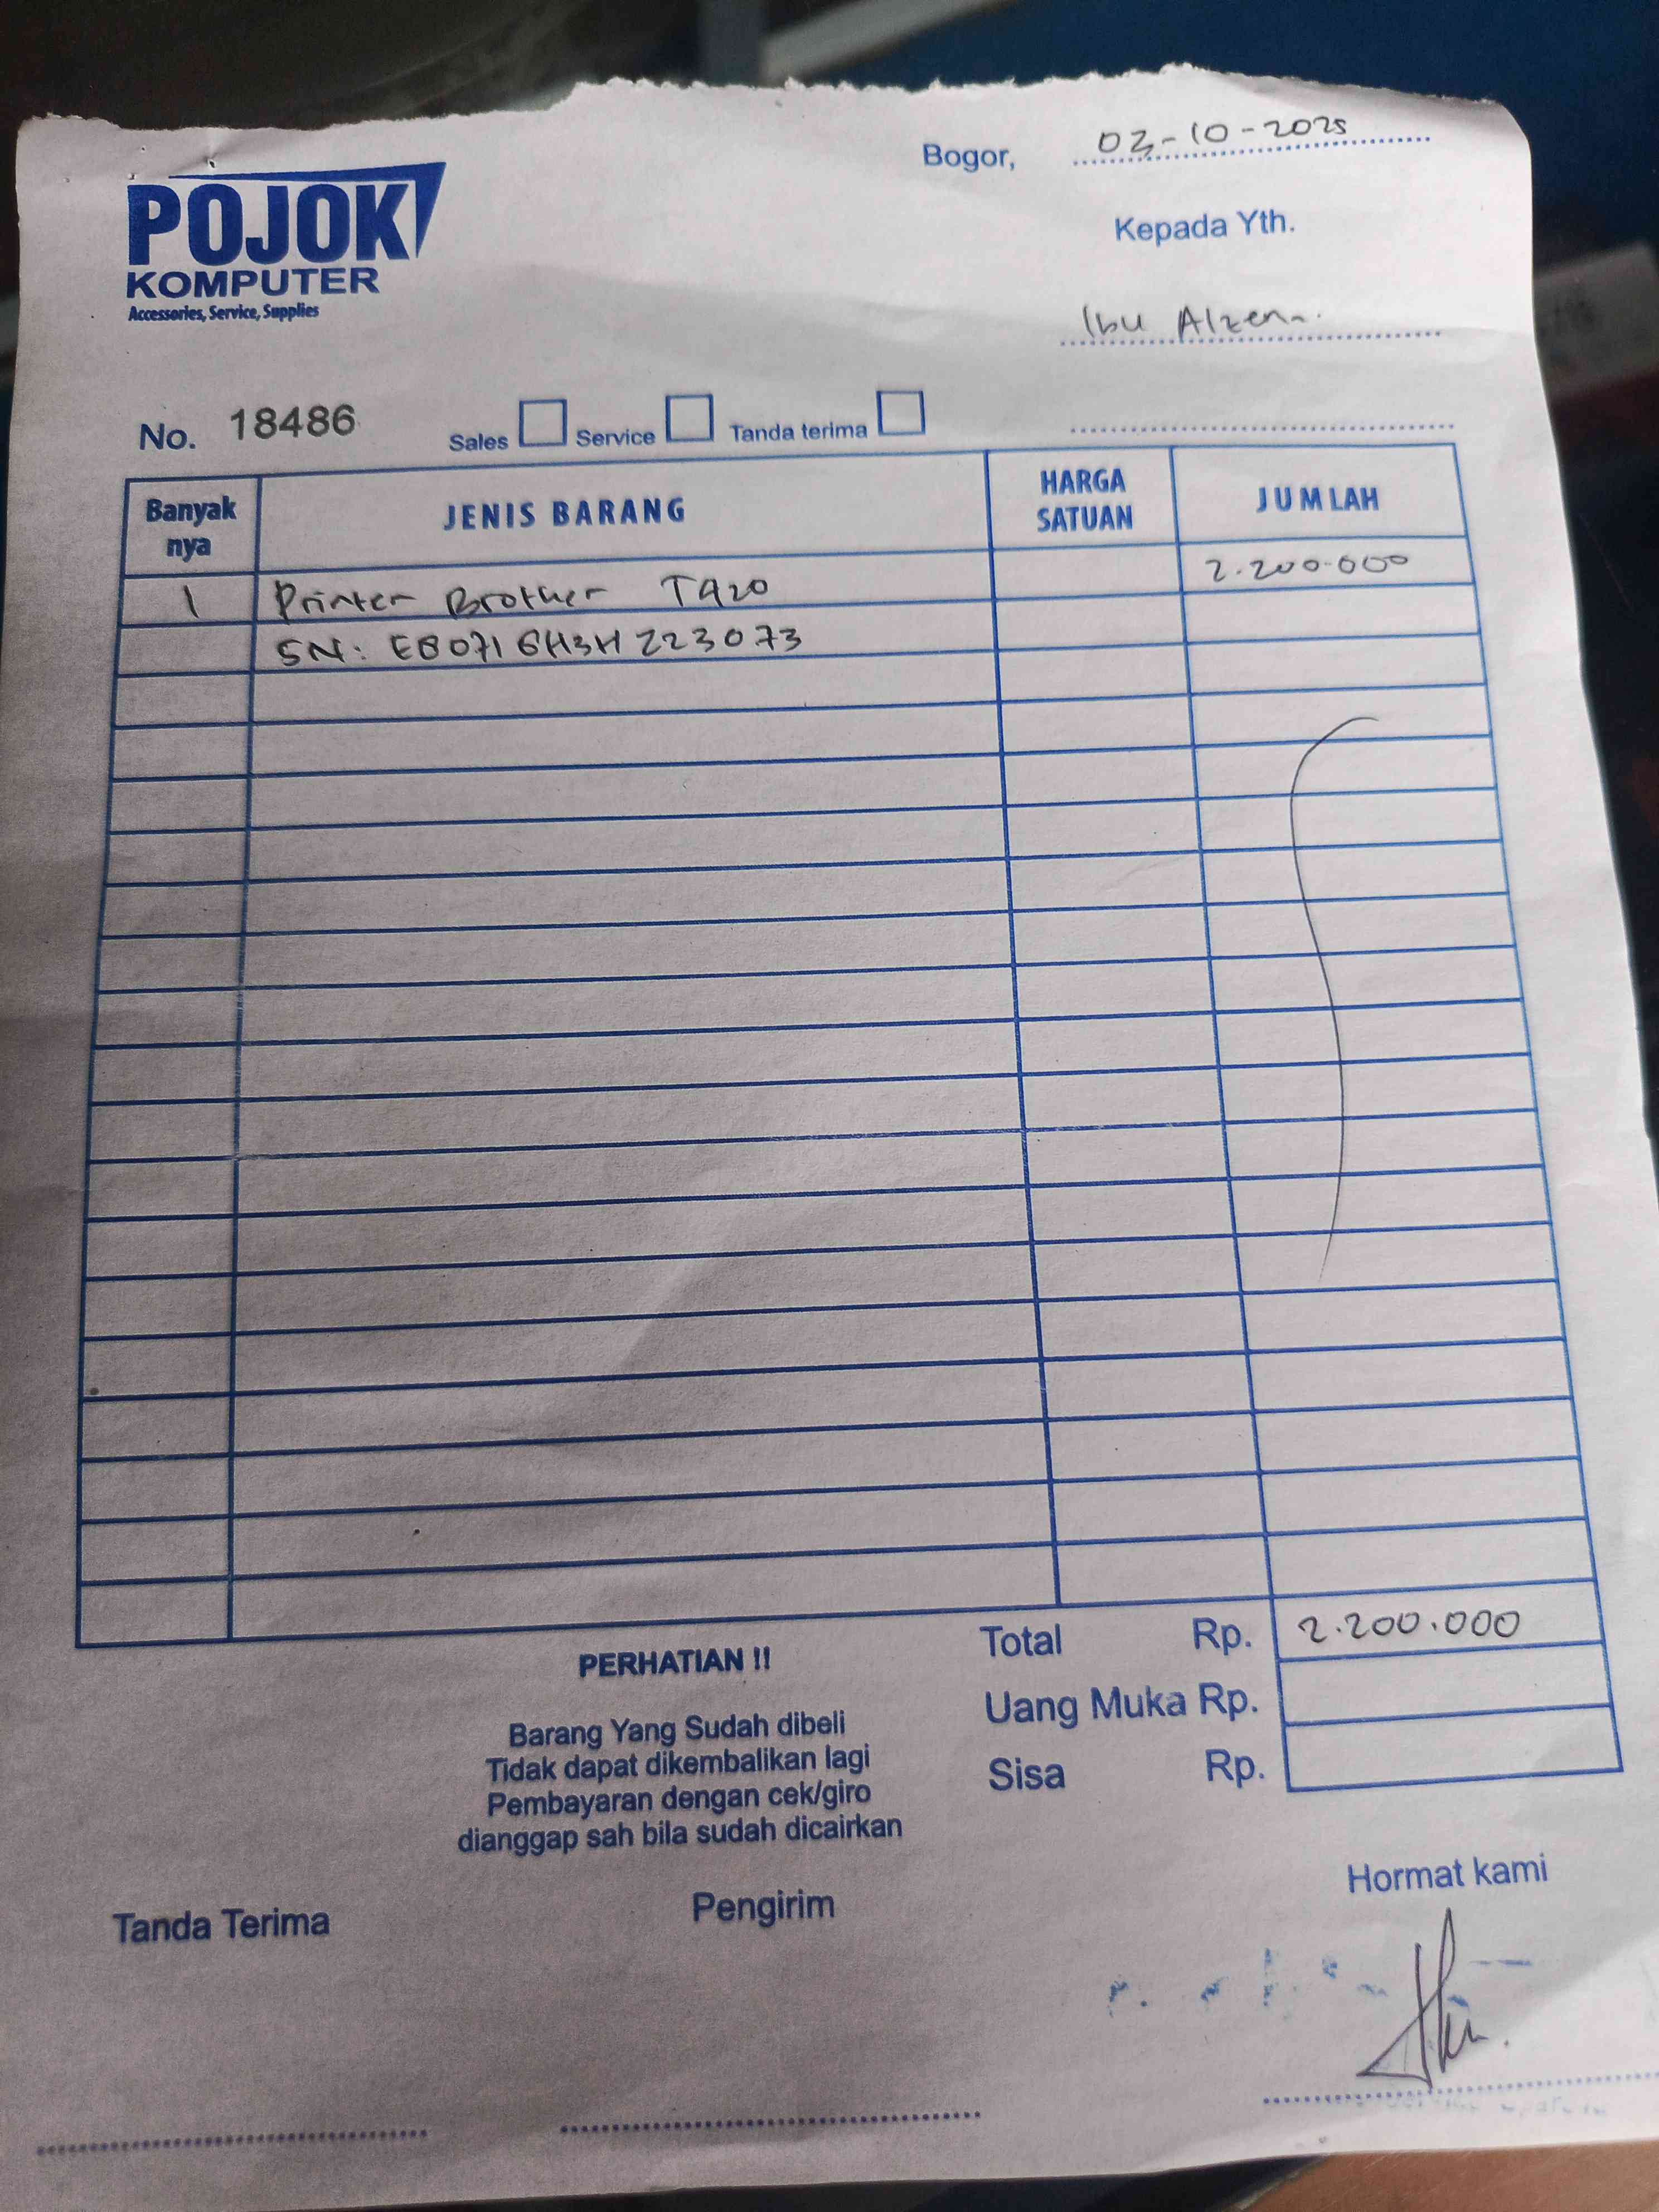 Bogor, 03-10-2025
POJOK
KOMPUTER
Accessories, Service, Supplies
Kepada Yth.
Ibu
No. 18486
Sales Service Tanda terima
Banyak nya JENIS BARANG HARGA SATUAN JUMLAH
1 Printer Brother T920 2.200.000
SN: E80716H3H223073
Total Rp. 2.200.000
Uang Muka Rp.
Sisa Rp.
PERHATIAN !!
Barang Yang Sudah dibeli
Tidak dapat dikembalikan lagi
Pembayaran dengan cek/giro
dianggap sah bila sudah dicairkan
Tanda Terima Pengirim Hormat kami